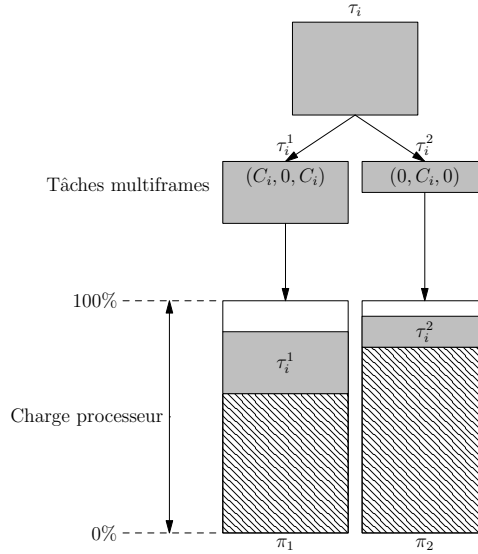 τ_i
τ_i^1 τ_i^2
Tâches multiframes (C_i, 0, C_i) (0, C_i, 0)
100%
τ_i^1 τ_i^2
Charge processeur
0%
π_1 π_2